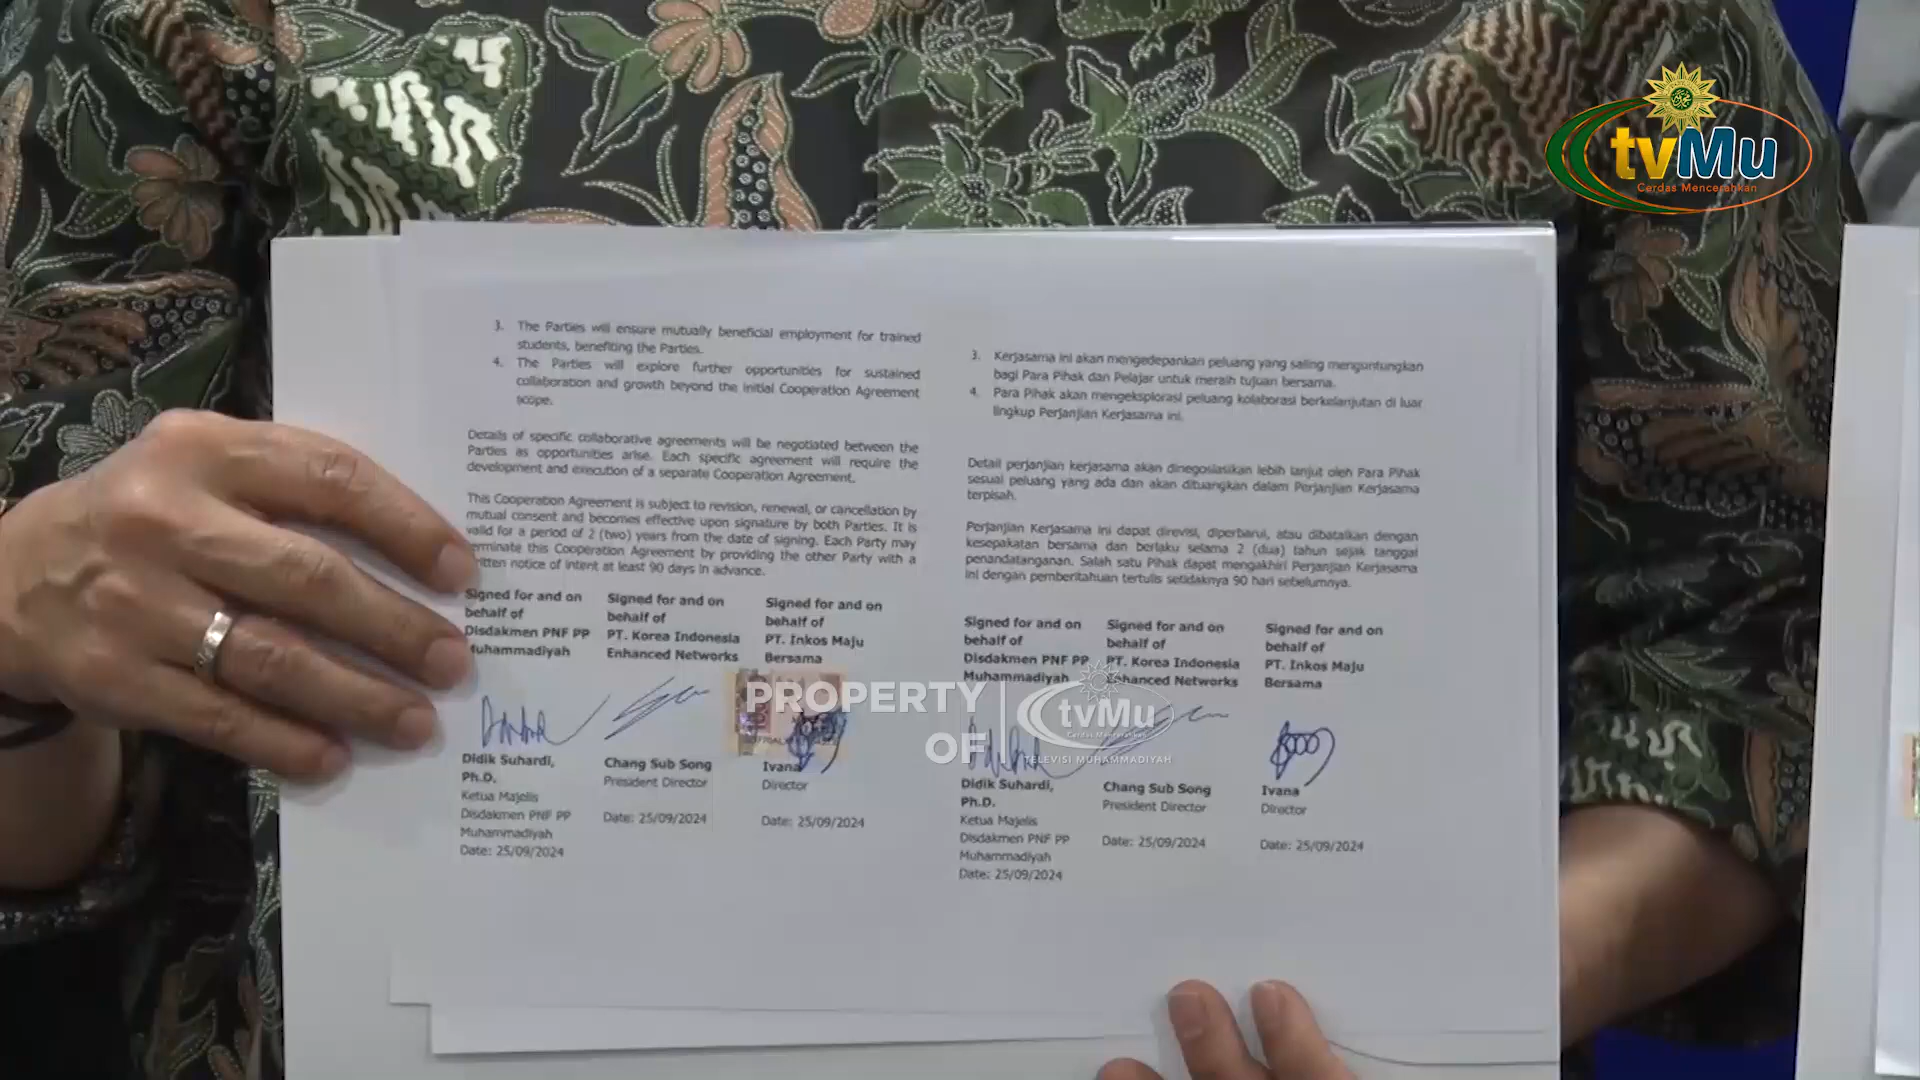 tvMu
Cerdas Mencerahkan
3. The Parties will ensure mutually beneficial employment for trained
students, benefiting the Parties.
4. The Parties will explore further opportunities for sustained
collaboration and growth beyond the initial Cooperation Agreement
scope.
Details of specific collaborative agreements will be negotiated between the
Parties as opportunities arise. Each specific agreement will require the
development and execution of a separate Cooperation Agreement.
This Cooperation Agreement is subject to revision, renewal, or cancellation by
mutual consent and becomes effective upon signature by both Parties. It is
valid for a period of 2 (two) years from the date of signing. Each Party may
erminate this Cooperation Agreement by providing the other Party with a
ritten notice of intent at least 90 days in advance.
Signed for and on
behalf of
Disdakmen PNF PP
Muhammadiyah
Signed for and on
behalf of
PT. Korea Indonesia
Enhanced Networks
Signed for and on
behalf of
PT. Inkos Maju
Bersama
Didik Suhardi,
Ph.D.
Ketua Majelis
Disdakmen PNF PP
Muhammadiyah
Date: 25/09/2024
Chang Sub Song
President Director
Date: 25/09/2024
Ivana
Director
Date: 25/09/2024
3. Kerjasama ini akan mengedepankan peluang yang saling menguntungkan
bagi Para Pihak dan Pelajar untuk meraih tujuan bersama.
4. Para Pihak akan mengeksplorasi peluang kolaborasi berkelanjutan di luar
lingkup Perjanjian Kerjasama ini.
Detail perjanjian kerjasama akan dinegosiasikan lebih lanjut oleh Para Pihak
sesuai peluang yang ada dan akan dituangkan dalam Perjanjian Kerjasama
terpisah.
Perjanjian Kerjasama ini dapat direvisi, diperbarui, atau dibatalkan dengan
kesepakatan bersama dan berlaku selama 2 (dua) tahun sejak tanggal
penandatanganan. Salah satu Pihak dapat mengakhiri Perjanjian Kerjasama
ini dengan pemberitahuan tertulis setidaknya 90 hari sebelumnya.
Signed for and on
behalf of
Disdakmen PNF PP
Muhammadiyah
Signed for and on
behalf of
PT. Korea Indonesia
Enhanced Networks
Signed for and on
behalf of
PT. Inkos Maju
Bersama
Didik Suhardi,
Ph.D.
Ketua Majelis
Disdakmen PNF PP
Muhammadiyah
Date: 25/09/2024
Chang Sub Song
President Director
Date: 25/09/2024
Ivana
Director
Date: 25/09/2024
PROPERTY
OF
tvMu
Cerdas Mencerahkan
TELEVISI MUHAMMADIYAH